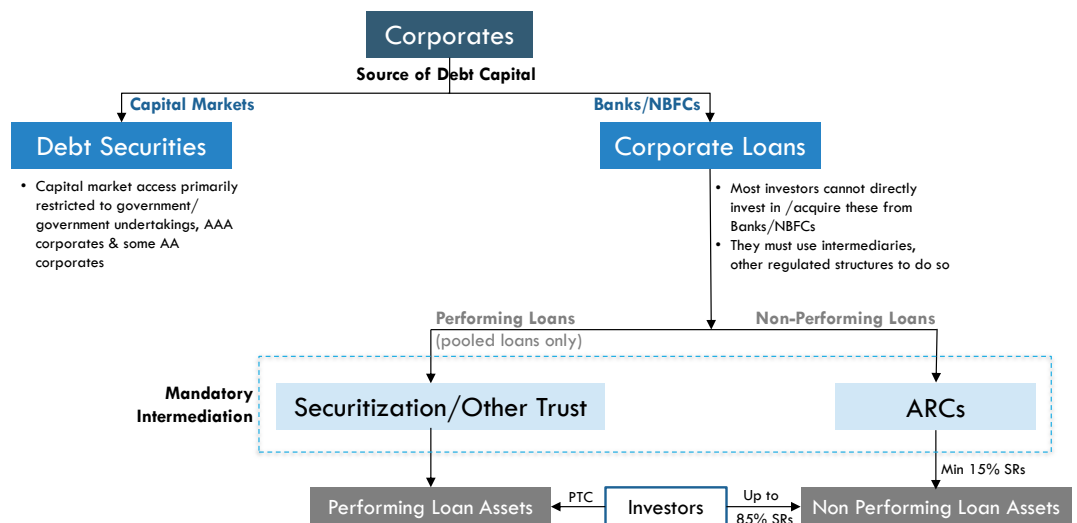 Corporates
Source of Debt Capital
Capital Markets
Banks/NBFCs
Debt Securities
Corporate Loans
• Capital market access primarily
restricted to government/
government undertakings, AAA
corporates & some AA
corporates
• Most investors cannot directly
invest in /acquire these from
Banks/NBFCs
• They must use intermediaries,
other regulated structures to do so
Performing Loans
(pooled loans only)
Non-Performing Loans
Mandatory
Intermediation
Securitization/Other Trust
ARCs
Min 15% SRs
Performing Loan Assets
PTC
Investors
Up to
85% SRs
Non Performing Loan Assets